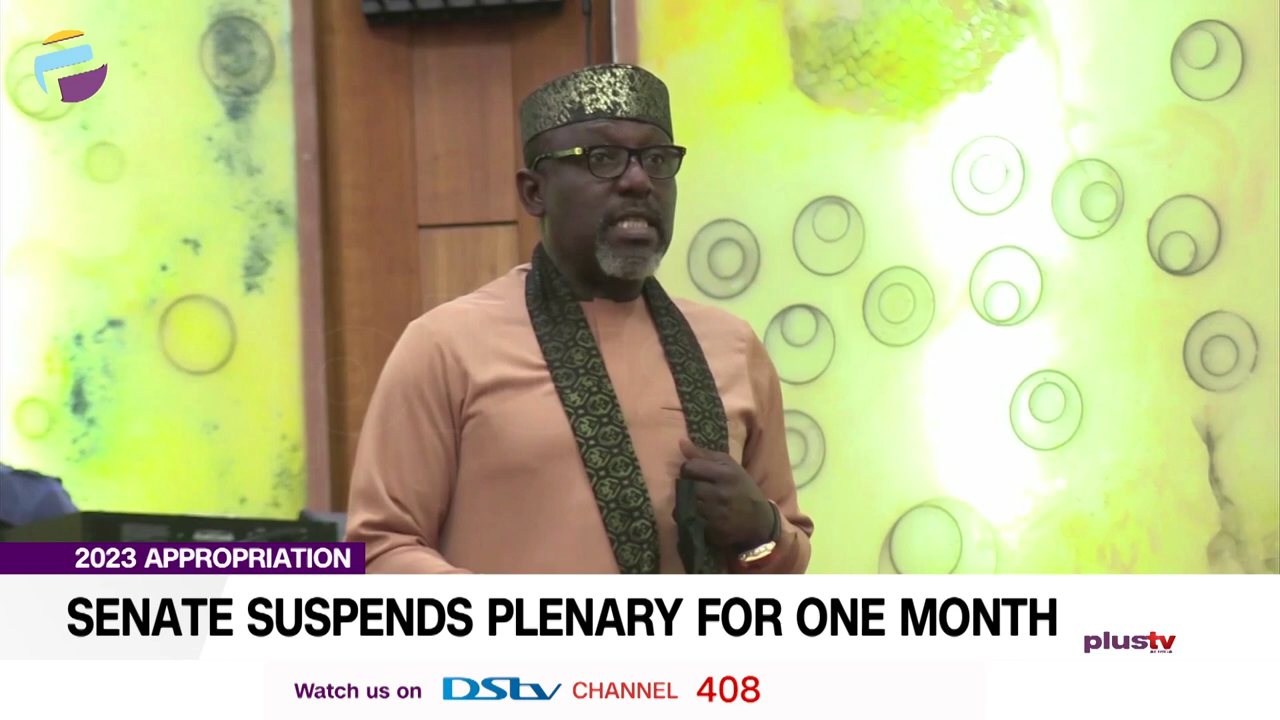 2023 APPROPRIATION
SENATE SUSPENDS PLENARY FOR ONE MONTH
plustv
Watch us on DStv CHANNEL 408